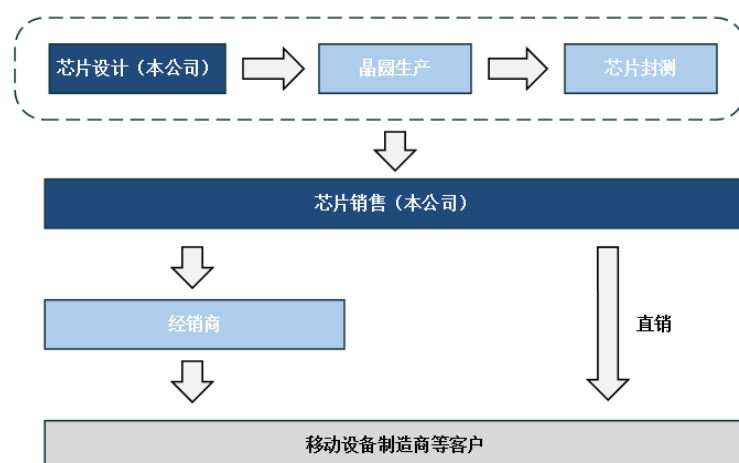 芯片设计（本公司）
晶圆生产
芯片封测
芯片销售（本公司）
经销商
直销
移动设备制造商等客户